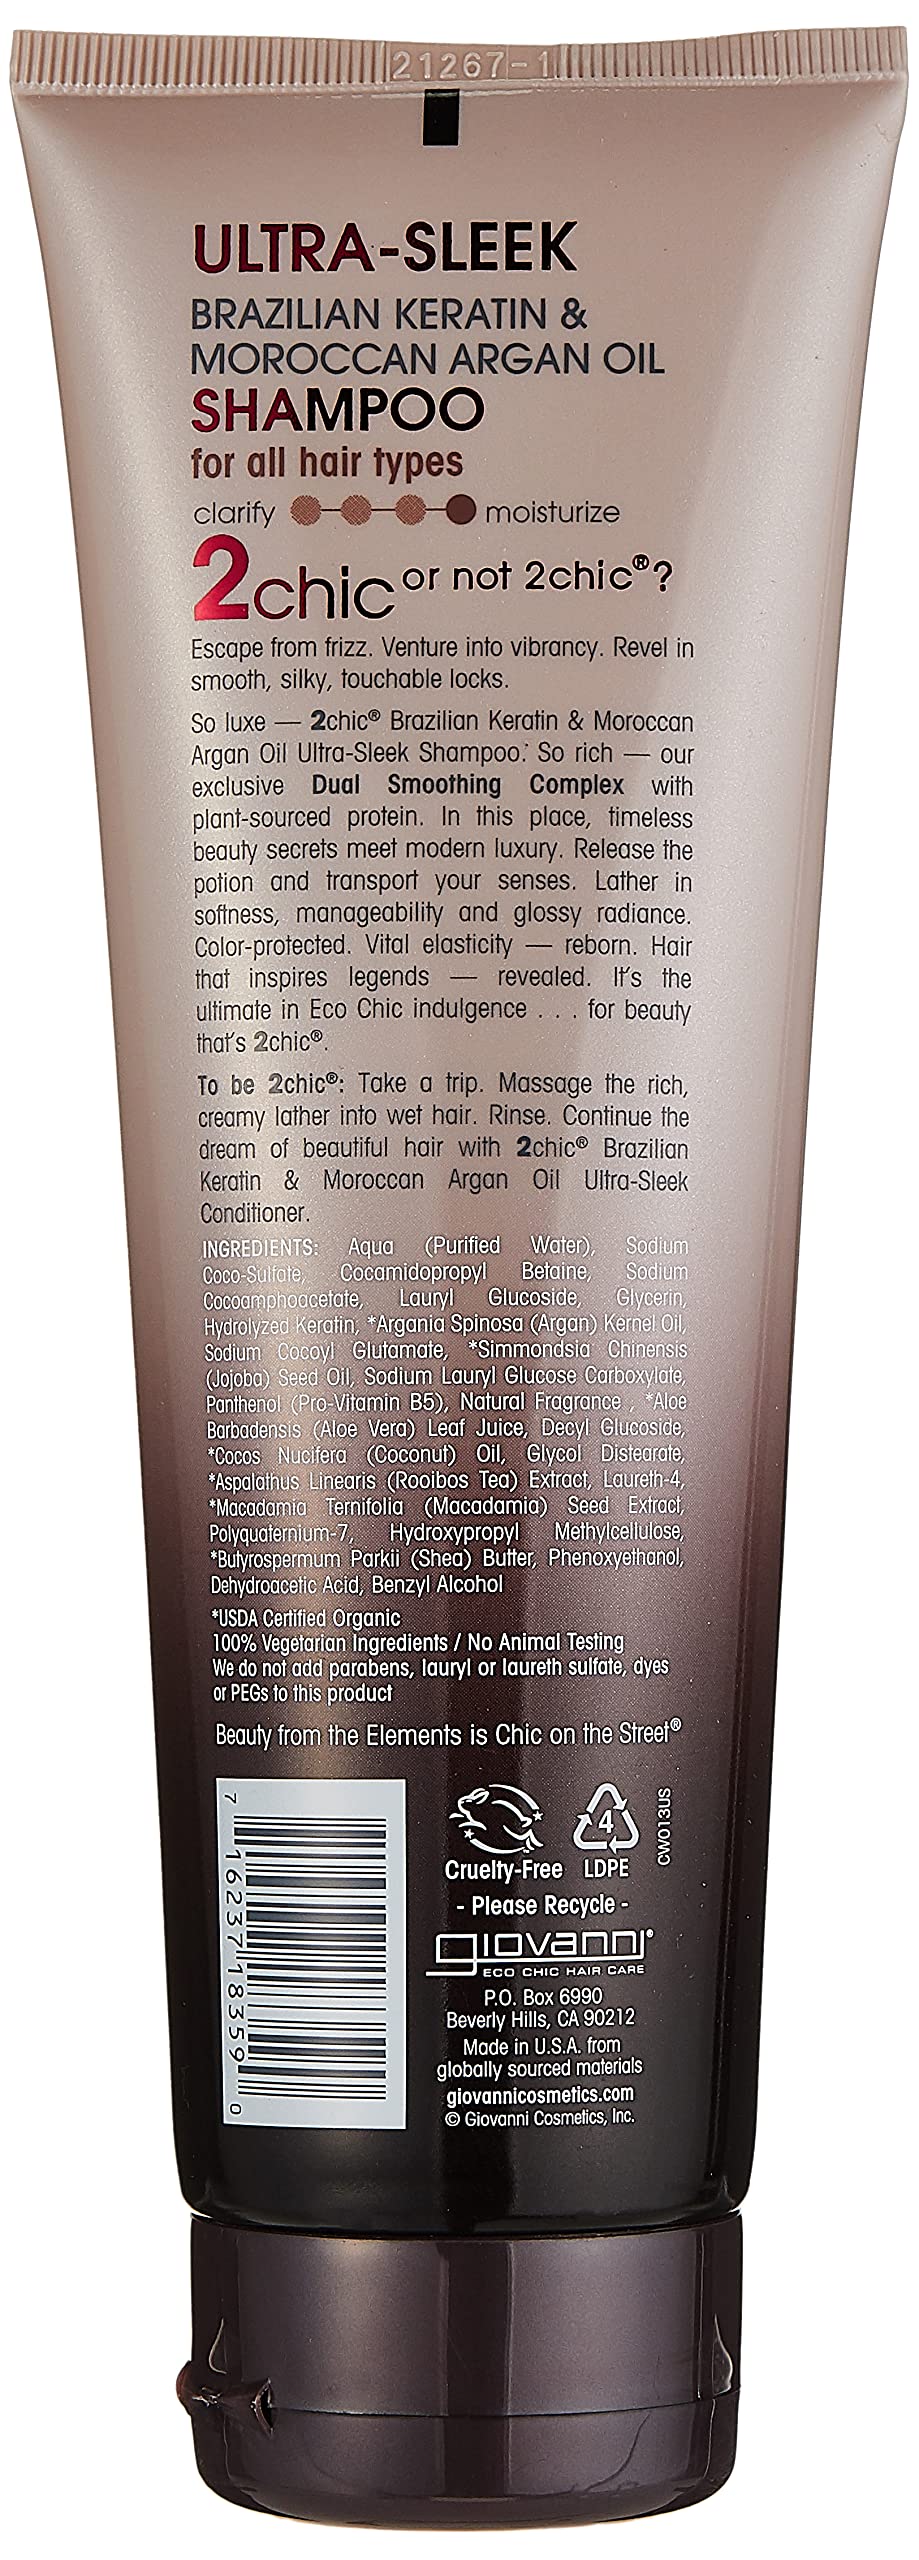 21267-1
ULTRA-SLEEK
BRAZILIAN KERATIN &
MOROCCAN ARGAN OIL
SHAMPOO
for all hair types
clarify moisturize
2chic or not 2chic®?
Escape from frizz. Venture into vibrancy. Revel in
smooth, silky, touchable locks.
So luxe — 2chic® Brazilian Keratin & Moroccan
Argan Oil Ultra-Sleek Shampoo. So rich — our
exclusive Dual Smoothing Complex with
plant-sourced protein. In this place, timeless
beauty secrets meet modern luxury. Release the
potion and transport your senses. Lather in
softness, manageability and glossy radiance.
Color-protected. Vital elasticity — reborn. Hair
that inspires legends — revealed. It's the
ultimate in Eco Chic indulgence . . . for beauty
that's 2chic®.
To be 2chic®: Take a trip. Massage the rich,
creamy lather into wet hair. Rinse. Continue the
dream of beautiful hair with 2chic® Brazilian
Keratin & Moroccan Argan Oil Ultra-Sleek
Conditioner.
INGREDIENTS: Aqua (Purified Water), Sodium
Coco-Sulfate, Cocamidopropyl Betaine, Sodium
Cocoamphoacetate, Lauryl Glucoside, Glycerin,
Hydrolyzed Keratin, *Argania Spinosa (Argan) Kernel Oil,
Sodium Cocoyl Glutamate, *Simmondsia Chinensis
(Jojoba) Seed Oil, Sodium Lauryl Glucose Carboxylate,
Panthenol (Pro-Vitamin B5), Natural Fragrance , *Aloe
Barbadensis (Aloe Vera) Leaf Juice, Decyl Glucoside,
*Cocos Nucifera (Coconut) Oil, Glycol Distearate,
*Aspalathus Linearis (Rooibos Tea) Extract, Laureth-4,
*Macadamia Ternifolia (Macadamia) Seed Extract,
Polyquaternium-7, Hydroxypropyl Methylcellulose,
*Butyrospermum Parkii (Shea) Butter, Phenoxyethanol,
Dehydroacetic Acid, Benzyl Alcohol
*USDA Certified Organic
100% Vegetarian Ingredients / No Animal Testing
We do not add parabens, lauryl or laureth sulfate, dyes
or PEGs to this product
Beauty from the Elements is Chic on the Street®
7 16237 18359 0
4
CW013US
Cruelty-Free LDPE
- Please Recycle -
giovanni®
ECO CHIC HAIR CARE
P.O. Box 6990
Beverly Hills, CA 90212
Made in U.S.A. from
globally sourced materials
giovannicosmetics.com
© Giovanni Cosmetics, Inc.